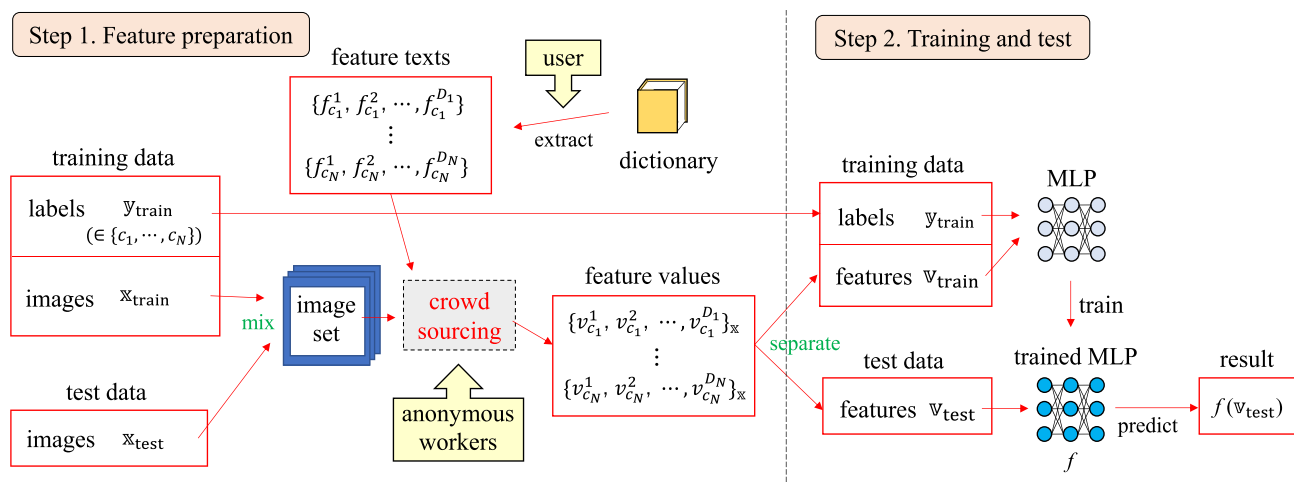 Step 1. Feature preparation
feature texts
{f_{c_1}^1, f_{c_1}^2, ⋯, f_{c_1}^{D_1}}
⋮
{f_{c_N}^1, f_{c_N}^2, ⋯, f_{c_N}^{D_N}}
user
extract
dictionary
training data
labels 𝕪_train
(∈ {c_1, ⋯, c_N})
images 𝕩_train
mix
image
set
crowd
sourcing
anonymous
workers
test data
images 𝕩_test
feature values
{v_{c_1}^1, v_{c_1}^2, ⋯, v_{c_1}^{D_1}}_𝕩
⋮
{v_{c_N}^1, v_{c_N}^2, ⋯, v_{c_N}^{D_N}}_𝕩
separate
Step 2. Training and test
training data
labels 𝕪_train
features 𝕧_train
MLP
train
test data
features 𝕧_test
trained MLP
f
predict
result
f(𝕧_test)